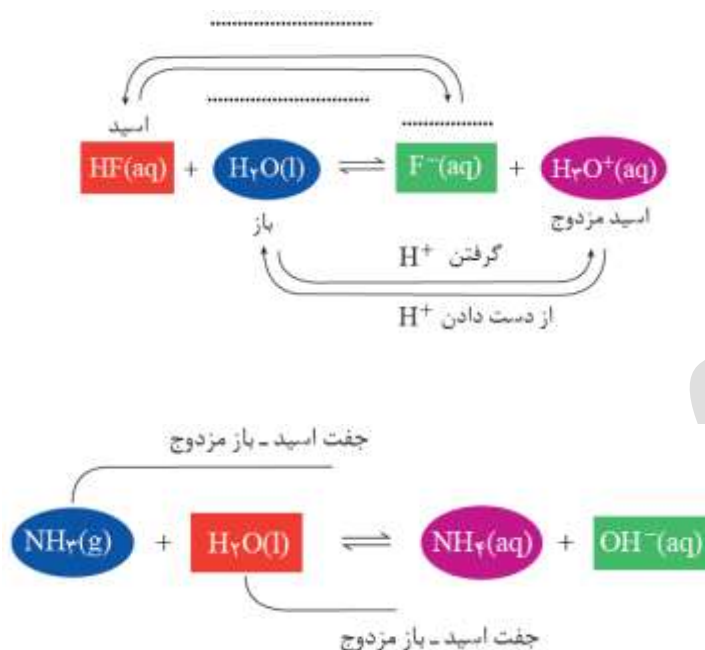 ..............................
..............................
اسید
..................
HF(aq) + H۲O(l) ⇌ F⁻(aq) + H۳O⁺(aq)
باز
اسید مزدوج
گرفتن H⁺
از دست دادن H⁺
جفت اسید ـ باز مزدوج
NH۳(g) + H۲O(l) ⇌ NH۴(aq) + OH⁻(aq)
جفت اسید ـ باز مزدوج